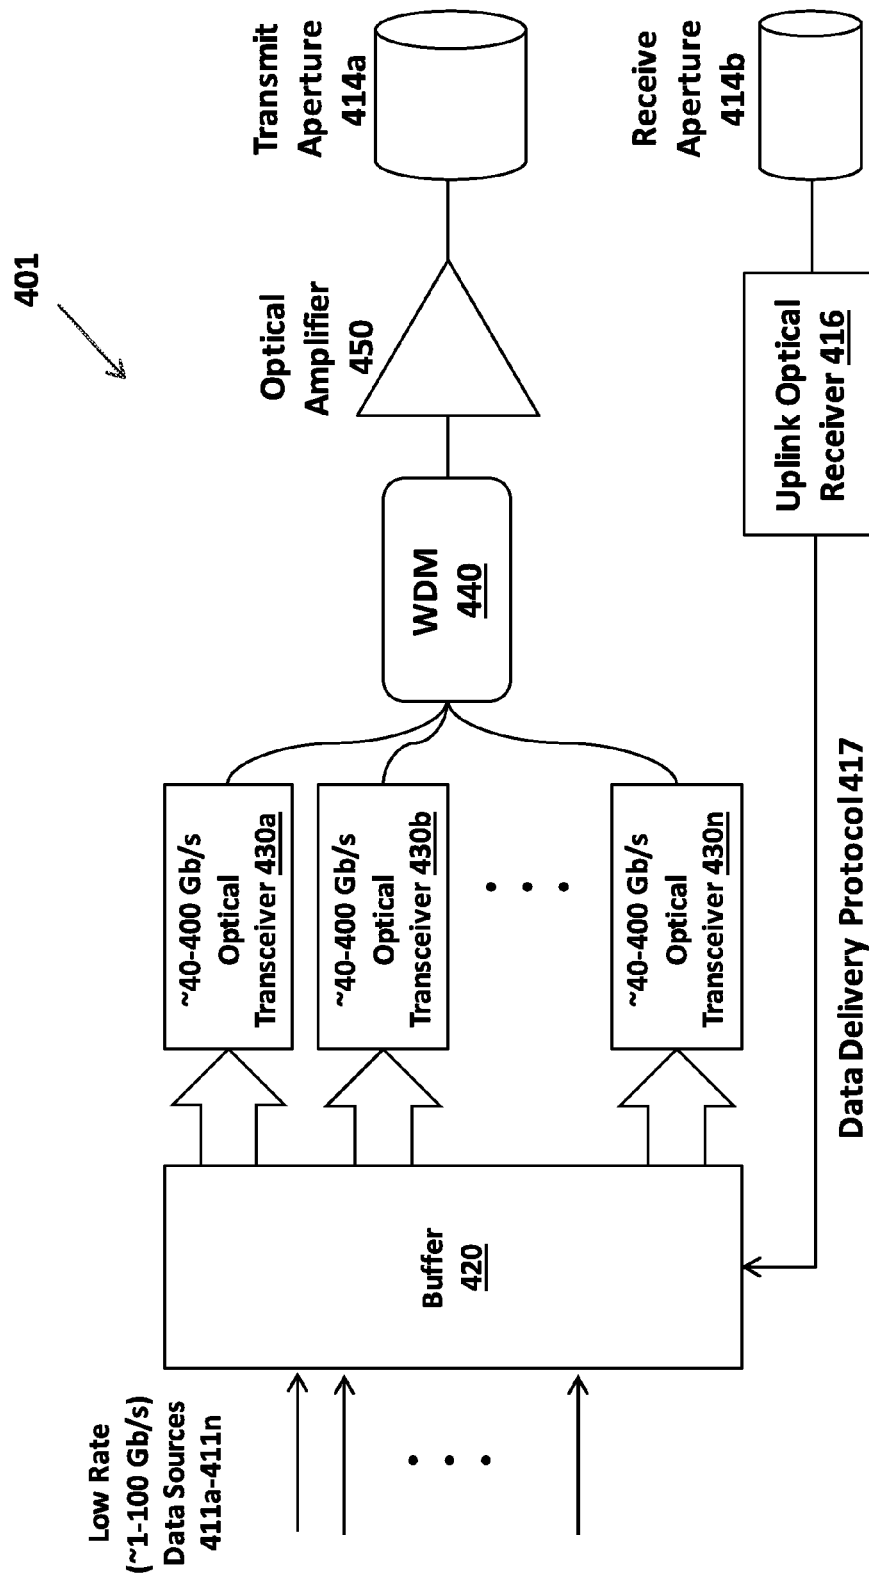 401
Low Rate
(~1-100 Gb/s)
Data Sources
411a-411n
Buffer
420
~40-400 Gb/s
Optical
Transceiver 430a
~40-400 Gb/s
Optical
Transceiver 430b
~40-400 Gb/s
Optical
Transceiver 430n
WDM
440
Optical
Amplifier
450
Transmit
Aperture
414a
Receive
Aperture
414b
Uplink Optical
Receiver 416
Data Delivery Protocol 417